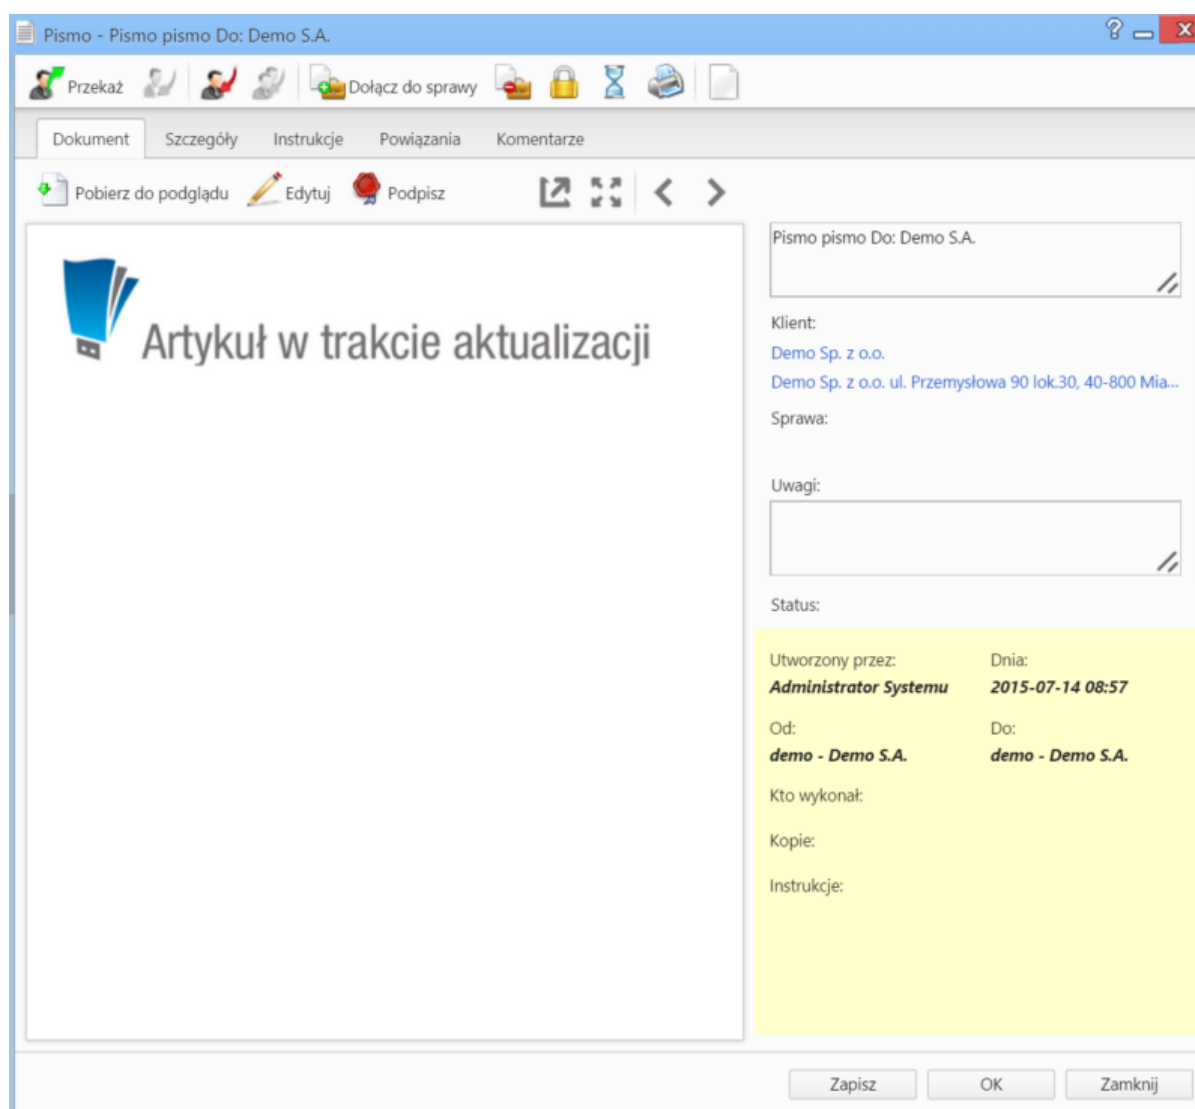 Pismo - Pismo pismo Do: Demo S.A.
Przekaż Dołącz do sprawy
Dokument Szczegóły Instrukcje Powiązania Komentarze
Pobierz do podglądu Edytuj Podpisz
Artykuł w trakcie aktualizacji
Pismo pismo Do: Demo S.A.
Klient:
Demo Sp. z o.o.
Demo Sp. z o.o. ul. Przemysłowa 90 lok.30, 40-800 Mia...
Sprawa:
Uwagi:
Status:
Utworzony przez: Dnia:
Administrator Systemu 2015-07-14 08:57
Od: Do:
demo - Demo S.A. demo - Demo S.A.
Kto wykonał:
Kopie:
Instrukcje:
Zapisz OK Zamknij